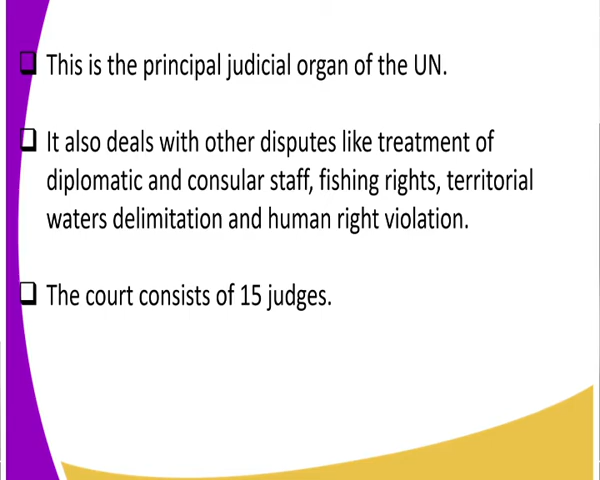 This is the principal judicial organ of the UN.
It also deals with other disputes like treatment of
diplomatic and consular staff, fishing rights, territorial
waters delimitation and human right violation.
The court consists of 15 judges.